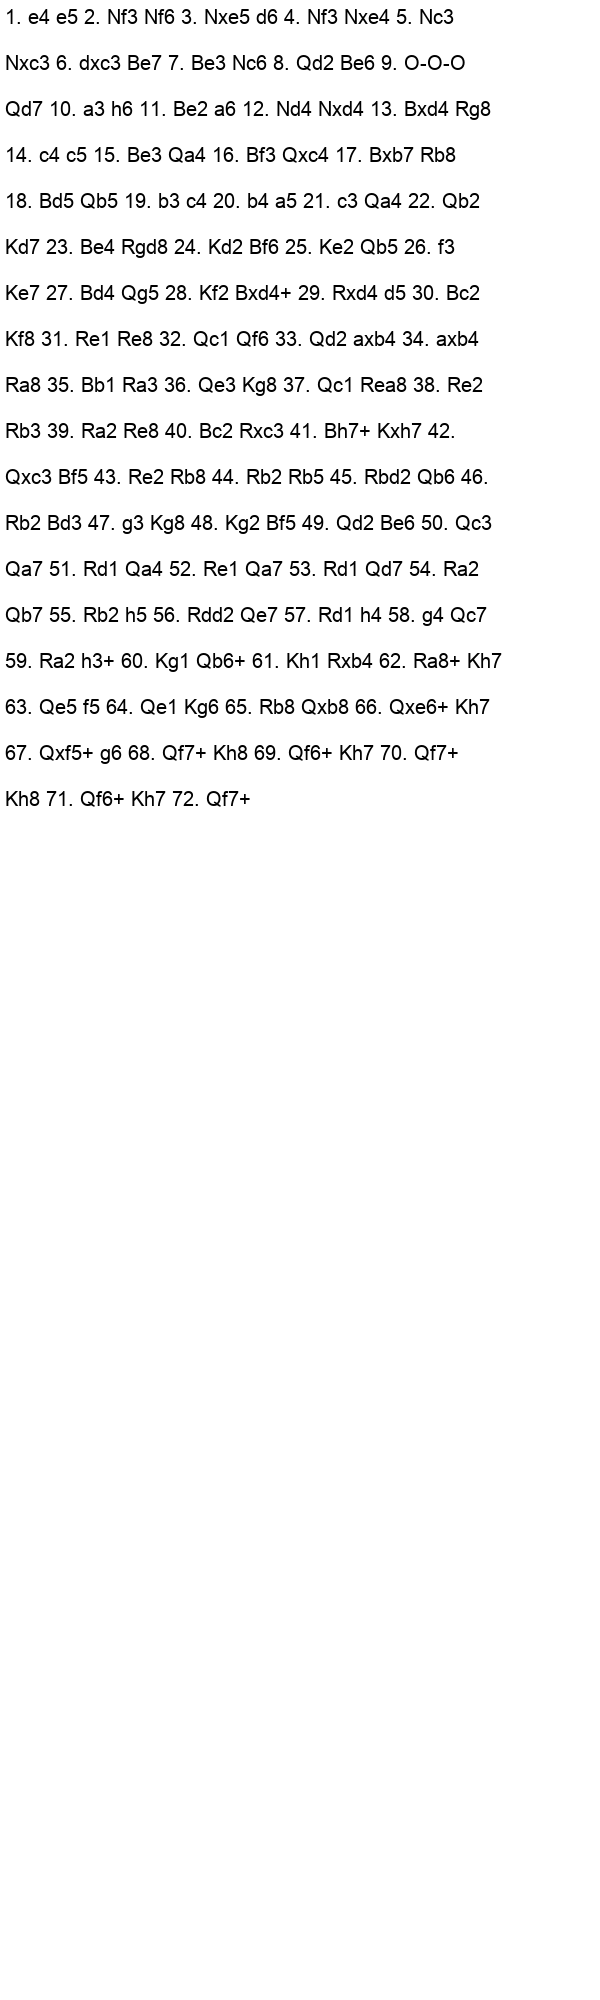 1. e4 e5 2. Nf3 Nf6 3. Nxe5 d6 4. Nf3 Nxe4 5. Nc3
Nxc3 6. dxc3 Be7 7. Be3 Nc6 8. Qd2 Be6 9. O-O-O
Qd7 10. a3 h6 11. Be2 a6 12. Nd4 Nxd4 13. Bxd4 Rg8
14. c4 c5 15. Be3 Qa4 16. Bf3 Qxc4 17. Bxb7 Rb8
18. Bd5 Qb5 19. b3 c4 20. b4 a5 21. c3 Qa4 22. Qb2
Kd7 23. Be4 Rgd8 24. Kd2 Bf6 25. Ke2 Qb5 26. f3
Ke7 27. Bd4 Qg5 28. Kf2 Bxd4+ 29. Rxd4 d5 30. Bc2
Kf8 31. Re1 Re8 32. Qc1 Qf6 33. Qd2 axb4 34. axb4
Ra8 35. Bb1 Ra3 36. Qe3 Kg8 37. Qc1 Rea8 38. Re2
Rb3 39. Ra2 Re8 40. Bc2 Rxc3 41. Bh7+ Kxh7 42.
Qxc3 Bf5 43. Re2 Rb8 44. Rb2 Rb5 45. Rbd2 Qb6 46.
Rb2 Bd3 47. g3 Kg8 48. Kg2 Bf5 49. Qd2 Be6 50. Qc3
Qa7 51. Rd1 Qa4 52. Re1 Qa7 53. Rd1 Qd7 54. Ra2
Qb7 55. Rb2 h5 56. Rdd2 Qe7 57. Rd1 h4 58. g4 Qc7
59. Ra2 h3+ 60. Kg1 Qb6+ 61. Kh1 Rxb4 62. Ra8+ Kh7
63. Qe5 f5 64. Qe1 Kg6 65. Rb8 Qxb8 66. Qxe6+ Kh7
67. Qxf5+ g6 68. Qf7+ Kh8 69. Qf6+ Kh7 70. Qf7+
Kh8 71. Qf6+ Kh7 72. Qf7+